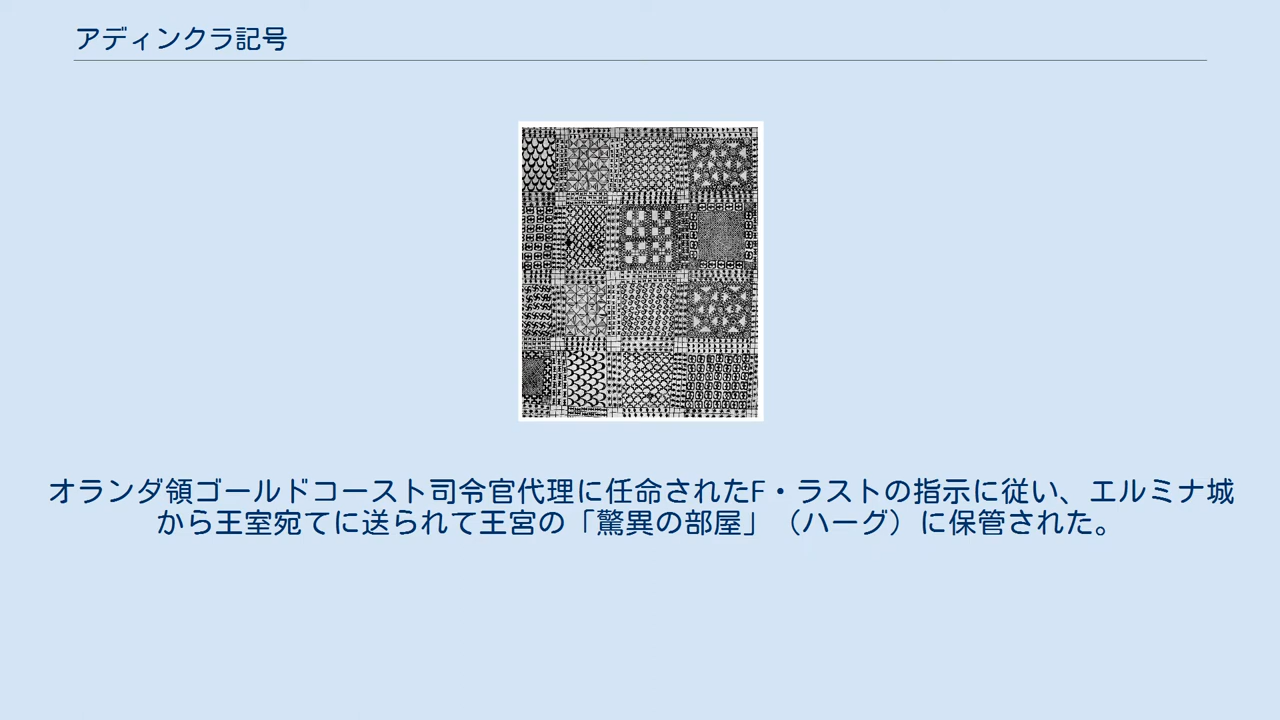 アディンクラ記号
オランダ領ゴールドコースト司令官代理に任命されたF・ラストの指示に従い、エルミナ城
から王室宛てに送られて王宮の「驚異の部屋」（ハーグ）に保管された。